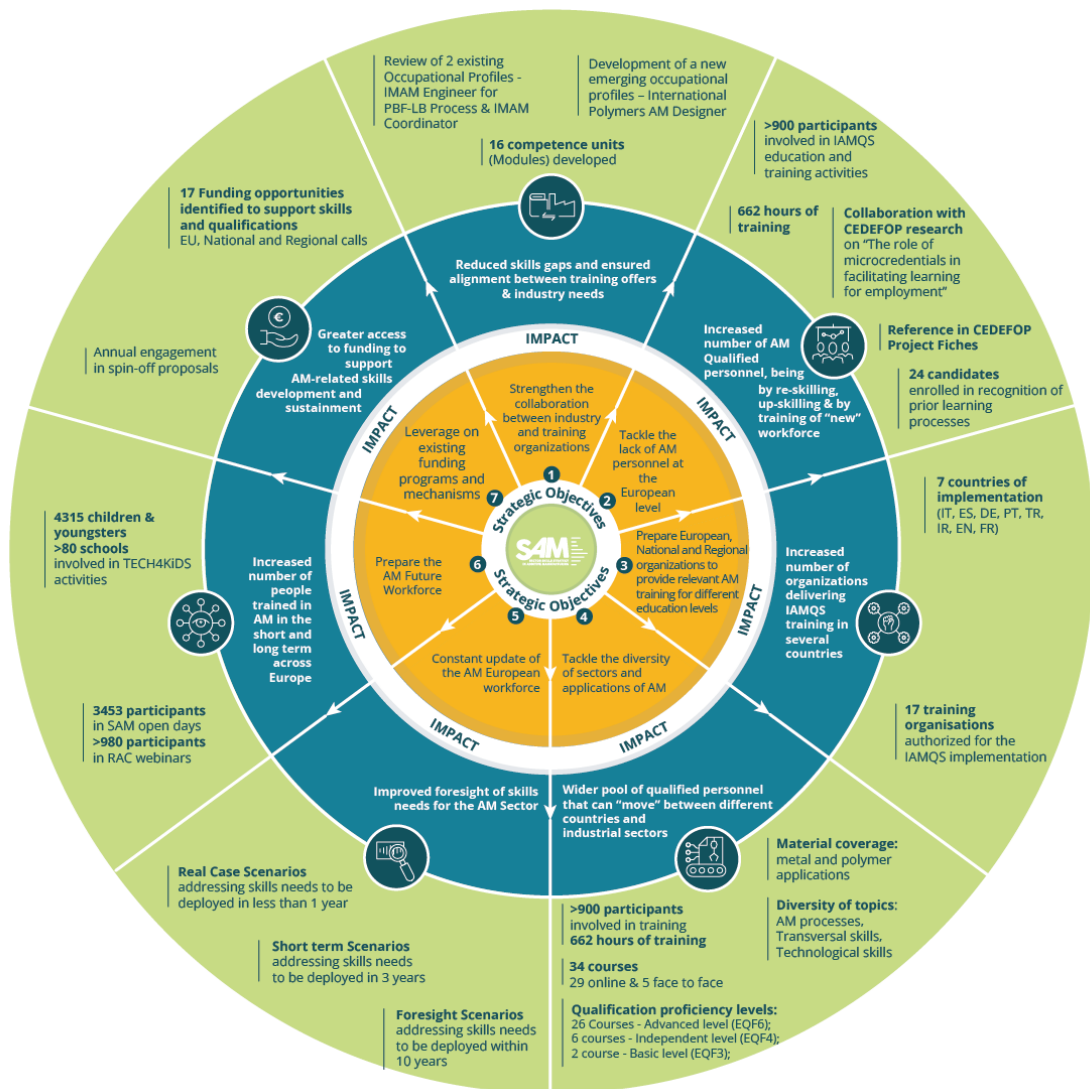 Review of 2 existing
Occupational Profiles -
IMAM Engineer for
PBF-LB Process & IMAM
Coordinator
Development of a new
emerging occupational
profiles – International
Polymers AM Designer
16 competence units
(Modules) developed
>900 participants
involved in IAMQS
education and
training activities
662 hours of
training
Collaboration with
CEDEFOP research
on “The role of
microcredentials in
facilitating learning
for employment”
Reference in CEDEFOP
Project Fiches
24 candidates
enrolled in recognition of
prior learning
processes
7 countries of
implementation
(IT, ES, DE, PT, TR,
IR, EN, FR)
17 training
organisations
authorized for the
IAMQS implementation
Material coverage:
metal and polymer
applications
Diversity of topics:
AM processes,
Transversal skills,
Technological skills
>900 participants
involved in training
662 hours of training
34 courses
29 online & 5 face to face
Qualification proficiency levels:
26 Courses - Advanced level (EQF6);
6 courses - Independent level (EQF4);
2 course - Basic level (EQF3);
Real Case Scenarios
addressing skills needs to be
deployed in less than 1 year
Short term Scenarios
addressing skills needs
to be deployed in 3 years
Foresight Scenarios
addressing skills needs
to be deployed within
10 years
4315 children &
youngsters
>80 schools
involved in TECH4KiDS
activities
3453 participants
in SAM open days
>980 participants
in RAC webinars
17 Funding opportunities
identified to support skills
and qualifications
EU, National and Regional calls
Annual engagement
in spin-off proposals
Reduced skills gaps and ensured
alignment between training offers
& industry needs
Increased
number of AM
Qualified
personnel, being
by re-skilling,
up-skilling & by
training of “new”
workforce
Increased
number of
organizations
delivering
IAMQS
training in
several
countries
Wider pool of qualified personnel
that can “move” between different
countries and
industrial sectors
Improved foresight of skills
needs for the AM Sector
Increased
number of
people
trained in
AM in the
short and
long term
across
Europe
€
Greater access
to funding to
support
AM-related skills
development and
sustainment
IMPACT
IMPACT
IMPACT
IMPACT
IMPACT
IMPACT
IMPACT
Strengthen the
collaboration
between industry
and training
organizations
1
Tackle the
lack of AM
personnel at
the
European
level
2
Prepare European,
National and Regional
organizations to
provide relevant AM
training for different
education levels
3
Tackle the diversity
of sectors and
applications of AM
4
Constant update of
the AM European
workforce
5
Prepare the
AM Future
Workforce
6
Leverage on
existing
funding
programs and
mechanisms
7
Strategic Objectives
SAM
Strategic Objectives